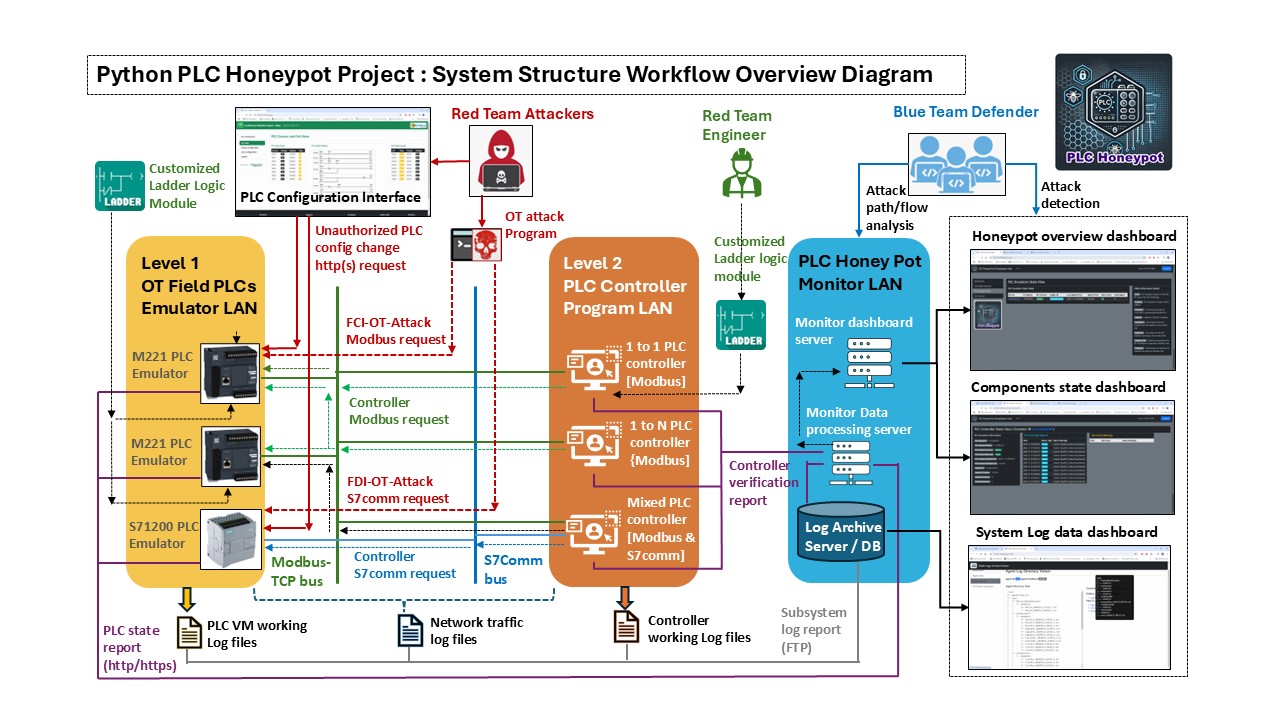 Python PLC Honeypot Project : System Structure Workflow Overview Diagram
PLC
PLC Honeypot
Red Team Attackers
Red Team
Engineer
Blue Team Defender
Customized
Ladder Logic
Module
LADDER
PLC Configuration Interface
Attack
path/flow
analysis
Attack
detection
OT attack
Program
Unauthorized PLC
config change
http(s) request
Level 1
OT Field PLCs
Emulator LAN
Level 2
PLC Controller
Program LAN
Customized
Ladder logic
module
LADDER
PLC Honey Pot
Monitor LAN
Honeypot overview dashboard
FCI-OT-Attack
Modbus request
M221 PLC
Emulator
1 to 1 PLC
controller
[Modbus]
Monitor dashboard
server
Controller
Modbus request
Components state dashboard
M221 PLC
Emulator
1 to N PLC
controller
{Modbus]
Monitor Data
processing server
Controller
verification
report
FDI-OT-Attack
S7comm request
S71200 PLC
Emulator
Mixed PLC
controller
[Modbus &
S7comm]
Log Archive
Server / DB
System Log data dashboard
Modbus-
TCP bus
Controller
S7comm request
S7Comm
bus
PLC state
report
(http/https)
PLC VM working
Log files
Network traffic
log files
Controller
working Log files
Subsystem
log report
(FTP)